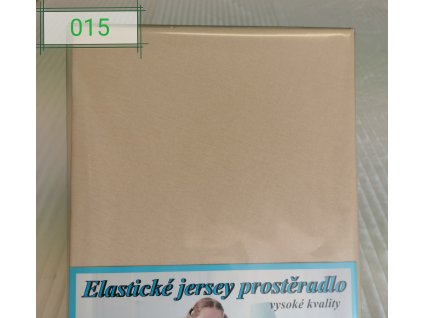 015
Elastické jersey prostěradlo
vysoké kvality